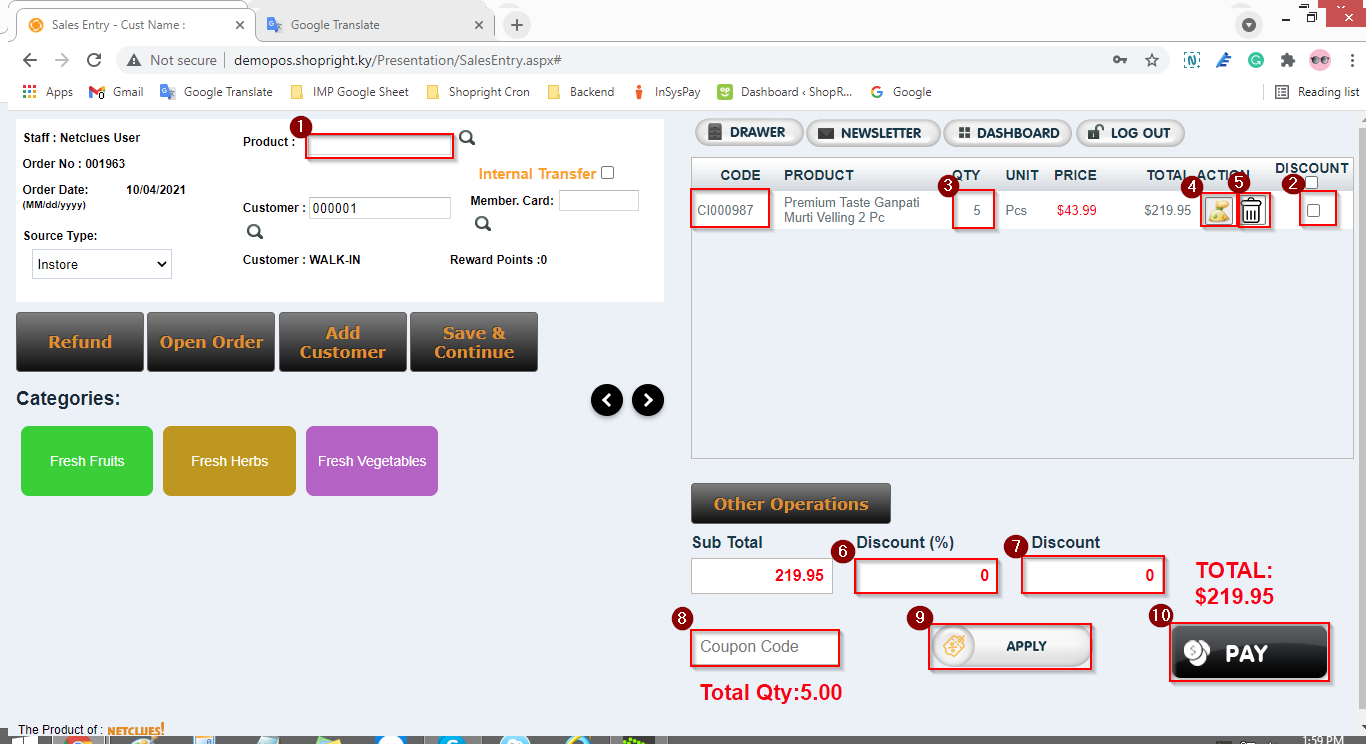 Sales Entry - Cust Name :
Google Translate
Not secure
demopos.shopright.ky/Presentation/SalesEntry.aspx#
Apps
Gmail
Google Translate
IMP Google Sheet
Shopright Cron
Backend
InSysPay
Dashboard ‹ ShopR...
Google
Reading list
Staff : Netclues User
Order No : 001963
Order Date: 10/04/2021
(MM/dd/yyyy)
Source Type:
Instore
1
Product :
Internal Transfer
Customer : 000001
Member. Card:
Customer : WALK-IN
Reward Points :0
Refund
Open Order
Add
Customer
Save &
Continue
Categories:
Fresh Fruits
Fresh Herbs
Fresh Vegetables
DRAWER
NEWSLETTER
DASHBOARD
LOG OUT
CODE PRODUCT QTY UNIT PRICE TOTAL ACTION DISCOUNT
3
4
5
2
CI000987
Premium Taste Ganpati
Murti Velling 2 Pc
5
Pcs
$43.99
$219.95
Other Operations
Sub Total
219.95
6
Discount (%)
0
7
Discount
0
TOTAL:
$219.95
8
Coupon Code
9
APPLY
10
PAY
Total Qty:5.00
The Product of : NETCLUES!
1:59 PM